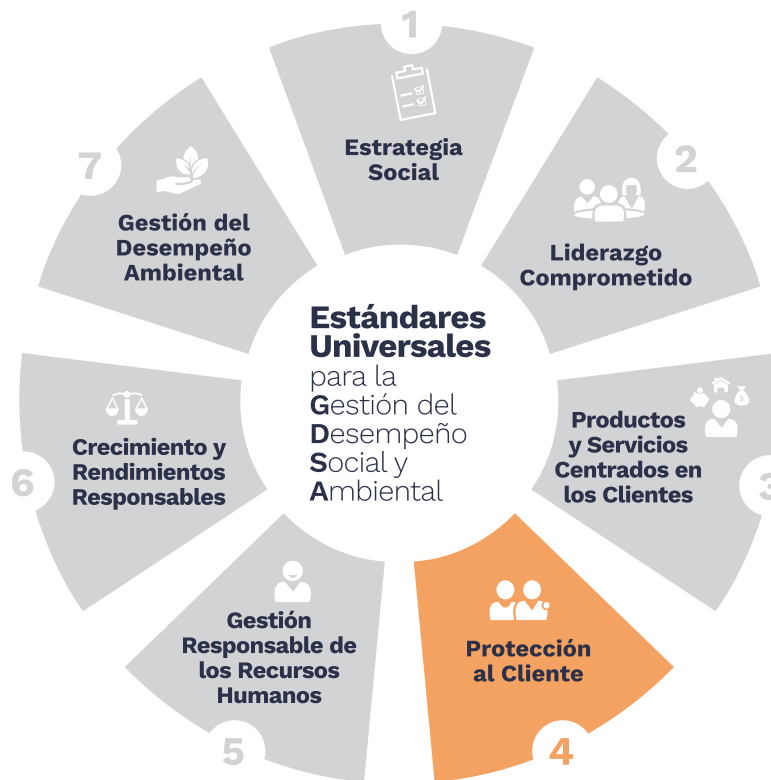 Estándares
Universales
para la
Gestión del
Desempeño
Social y
Ambiental
1
Estrategia
Social
2
Liderazgo
Comprometido
3
Productos
y Servicios
Centrados en
los Clientes
4
Protección
al Cliente
5
Gestión
Responsable de
los Recursos
Humanos
6
Crecimiento y
Rendimientos
Responsables
7
Gestión del
Desempeño
Ambiental